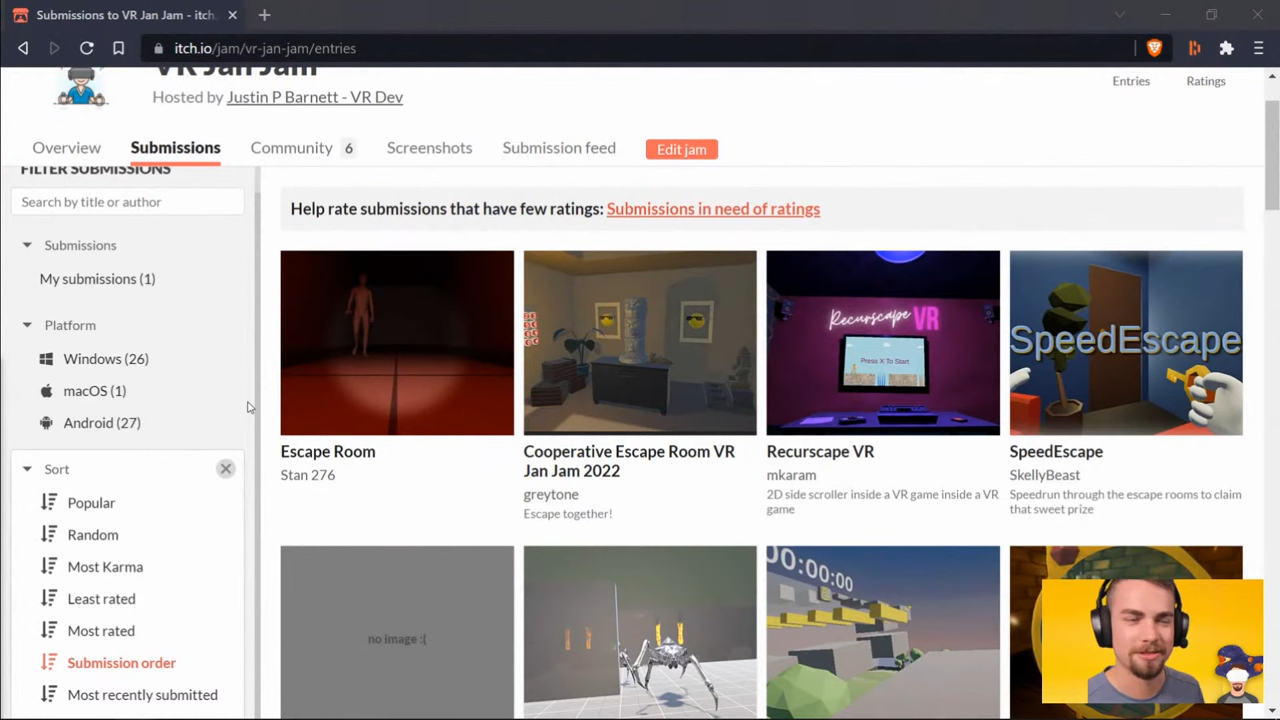 Submissions to VR Jan Jam - itch.
itch.io/jam/vr-jan-jam/entries
VR Jan Jam
Hosted by Justin P Barnett - VR Dev
Entries
Ratings
Overview
Submissions
Community 6
Screenshots
Submission feed
Edit jam
FILTER SUBMISSIONS
Search by title or author
Submissions
My submissions (1)
Platform
Windows (26)
macOS (1)
Android (27)
Sort
Popular
Random
Most Karma
Least rated
Most rated
Submission order
Most recently submitted
Help rate submissions that have few ratings: Submissions in need of ratings
Recurscape VR
Press X To Start
SpeedEscape
Escape Room
Stan 276
Cooperative Escape Room VR
Jan Jam 2022
greytone
Escape together!
Recurscape VR
mkaram
2D side scroller inside a VR game inside a VR
game
SpeedEscape
SkellyBeast
Speedrun through the escape rooms to claim
that sweet prize
no image :(
00:00:00